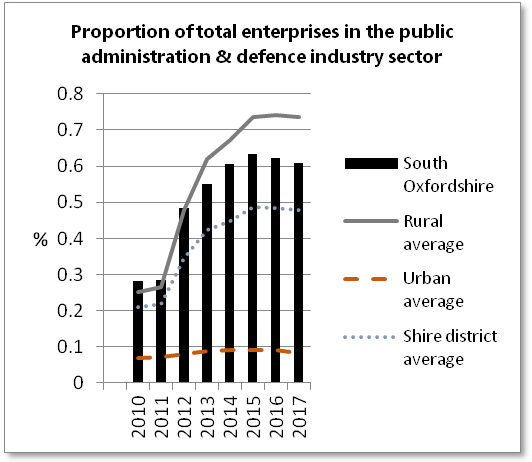 Proportion of total enterprises in the public
administration & defence industry sector
0.8
0.7
0.6
0.5
0.4
0.3
0.2
0.1
0
%
2010
2011
2012
2013
2014
2015
2016
2017
South
Oxfordshire
Rural
average
Urban
average
Shire district
average